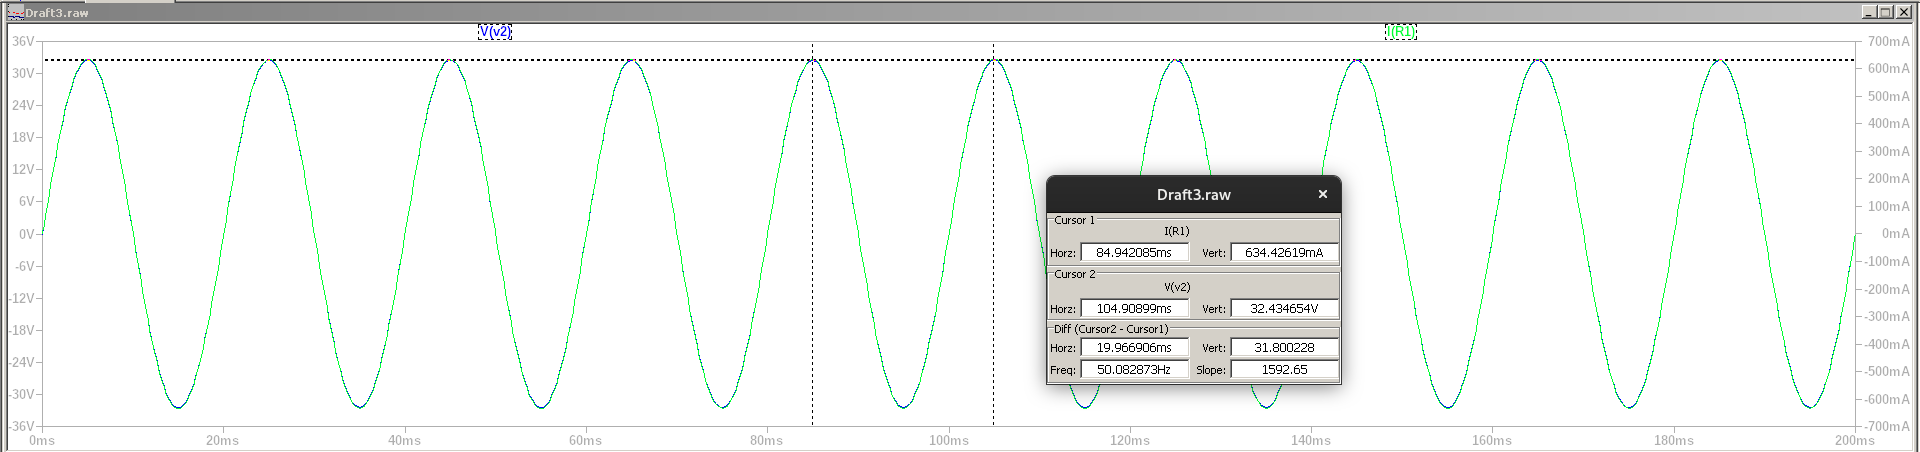 Draft3.raw
V(v2) I(R1)
36V 700mA
30V 600mA
24V 500mA
18V 400mA
12V 300mA
6V 200mA
0V 100mA
-6V 0mA
-12V -100mA
-18V -200mA
-24V -300mA
-30V -400mA
-36V -500mA
-600mA
-700mA
0ms 20ms 40ms 60ms 80ms 100ms 120ms 140ms 160ms 180ms 200ms
Draft3.raw
Cursor 1
I(R1)
Horz: 84.942085ms Vert: 634.42619mA
Cursor 2
V(v2)
Horz: 104.90899ms Vert: 32.434654V
Diff (Cursor2 - Cursor1)
Horz: 19.966906ms Vert: 31.800228
Freq: 50.082873Hz Slope: 1592.65